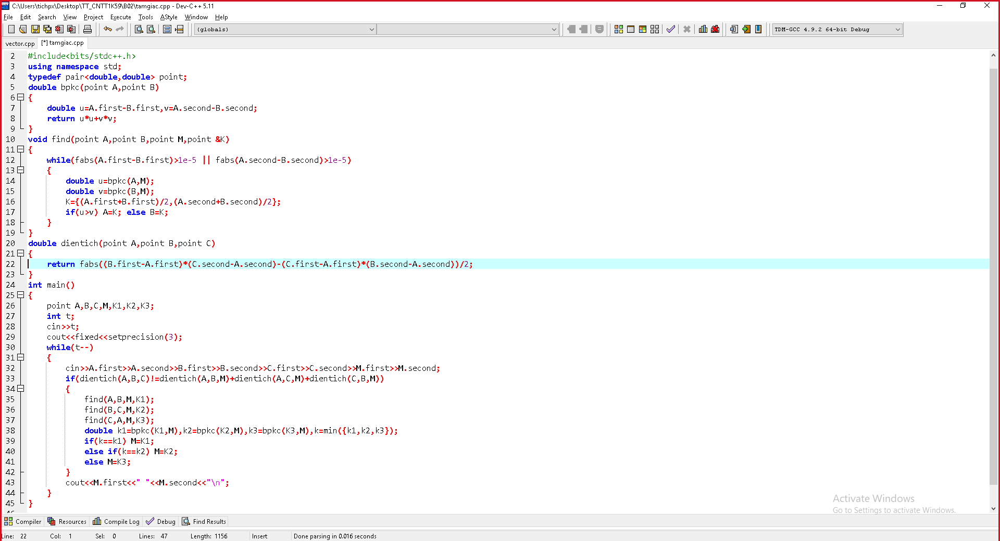 C:\Users\tichpx\Desktop\TT_CNTT1K59\B02\tamgiac.cpp - Dev-C++ 5.11
File Edit Search View Project Execute Tools AStyle Window Help
(globals) TDM-GCC 4.9.2 64-bit Debug
vector.cpp [*] tamgiac.cpp
2 #include<bits/stdc++.h>
3 using namespace std;
4 typedef pair<double,double> point;
5 double bpkc(point A,point B)
6 {
7 double u=A.first-B.first,v=A.second-B.second;
8 return u*u+v*v;
9 }
10 void find(point A,point B,point M,point &K)
11 {
12 while(fabs(A.first-B.first)>1e-5 || fabs(A.second-B.second)>1e-5)
13 {
14 double u=bpkc(A,M);
15 double v=bpkc(B,M);
16 K={(A.first+B.first)/2,(A.second+B.second)/2};
17 if(u>v) A=K; else B=K;
18 }
19 }
20 double dientich(point A,point B,point C)
21 {
22 return fabs((B.first-A.first)*(C.second-A.second)-(C.first-A.first)*(B.second-A.second))/2;
23 }
24 int main()
25 {
26 point A,B,C,M,K1,K2,K3;
27 int t;
28 cin>>t;
29 cout<<fixed<<setprecision(3);
30 while(t--)
31 {
32 cin>>A.first>>A.second>>B.first>>B.second>>C.first>>C.second>>M.first>>M.second;
33 if(dientich(A,B,C)!=dientich(A,B,M)+dientich(A,C,M)+dientich(C,B,M))
34 {
35 find(A,B,M,K1);
36 find(B,C,M,K2);
37 find(C,A,M,K3);
38 double k1=bpkc(K1,M),k2=bpkc(K2,M),k3=bpkc(K3,M),k=min({k1,k2,k3});
39 if(k==k1) M=K1;
40 else if(k==k2) M=K2;
41 else M=K3;
42 }
43 cout<<M.first<<" "<<M.second<<"\n";
44 }
45 }
Activate Windows
Go to Settings to activate Windows.
Compiler Resources Compile Log Debug Find Results
Line: 22 Col: 1 Sel: 0 Lines: 47 Length: 1156 Insert Done parsing in 0.016 seconds